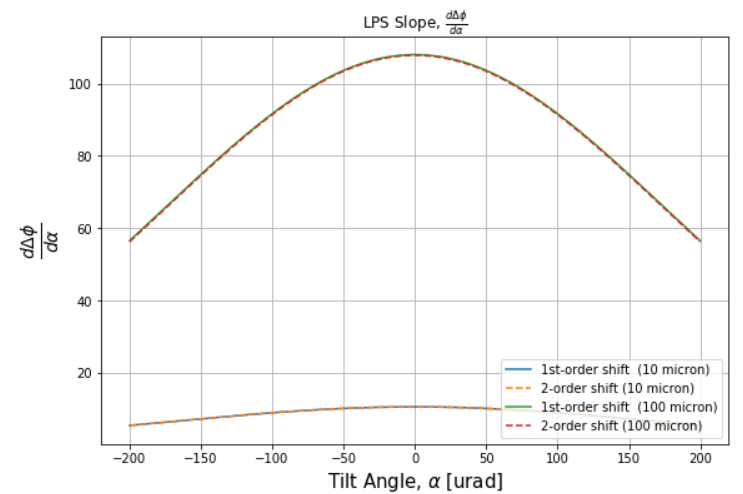 LPS Slope, dΔϕ/dα
dΔϕ/dα
100
80
60
40
20
1st-order shift (10 micron)
2-order shift (10 micron)
1st-order shift (100 micron)
2-order shift (100 micron)
−200 −150 −100 −50 0 50 100 150 200
Tilt Angle, α [urad]